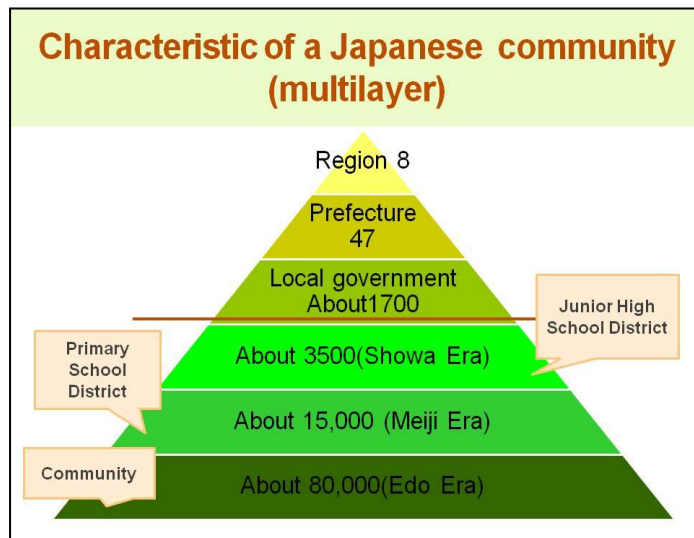 Characteristic of a Japanese community
(multilayer)
Region 8
Prefecture
47
Local government
About1700
Junior High
School District
About 3500(Showa Era)
Primary
School
District
About 15,000 (Meiji Era)
Community
About 80,000(Edo Era)